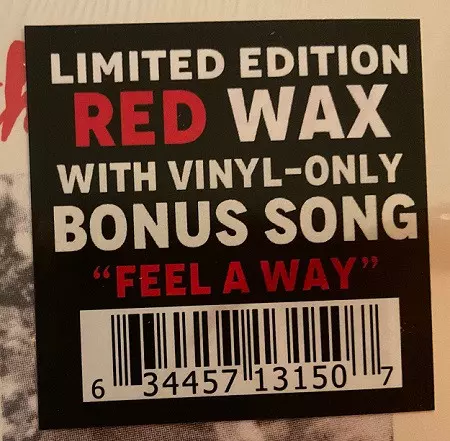 LIMITED EDITION
RED WAX
WITH VINYL-ONLY
BONUS SONG
“FEEL A WAY”
6 34457 13150 7